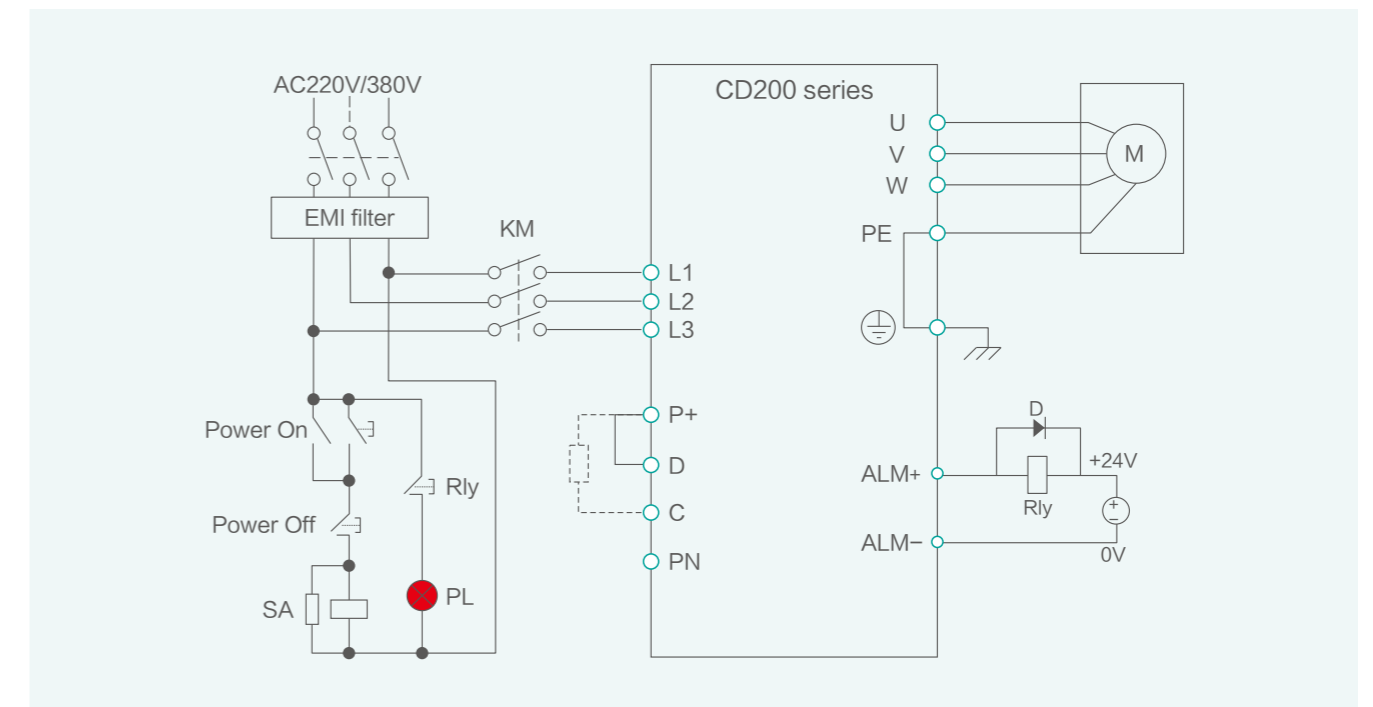 AC220V/380V
EMI filter
KM
CD200 series
U
V
W
PE
M
L1
L2
L3
P+
D
C
PN
Power On
Power Off
Rly
SA
PL
ALM+
ALM−
D
+24V
Rly
+
−
0V